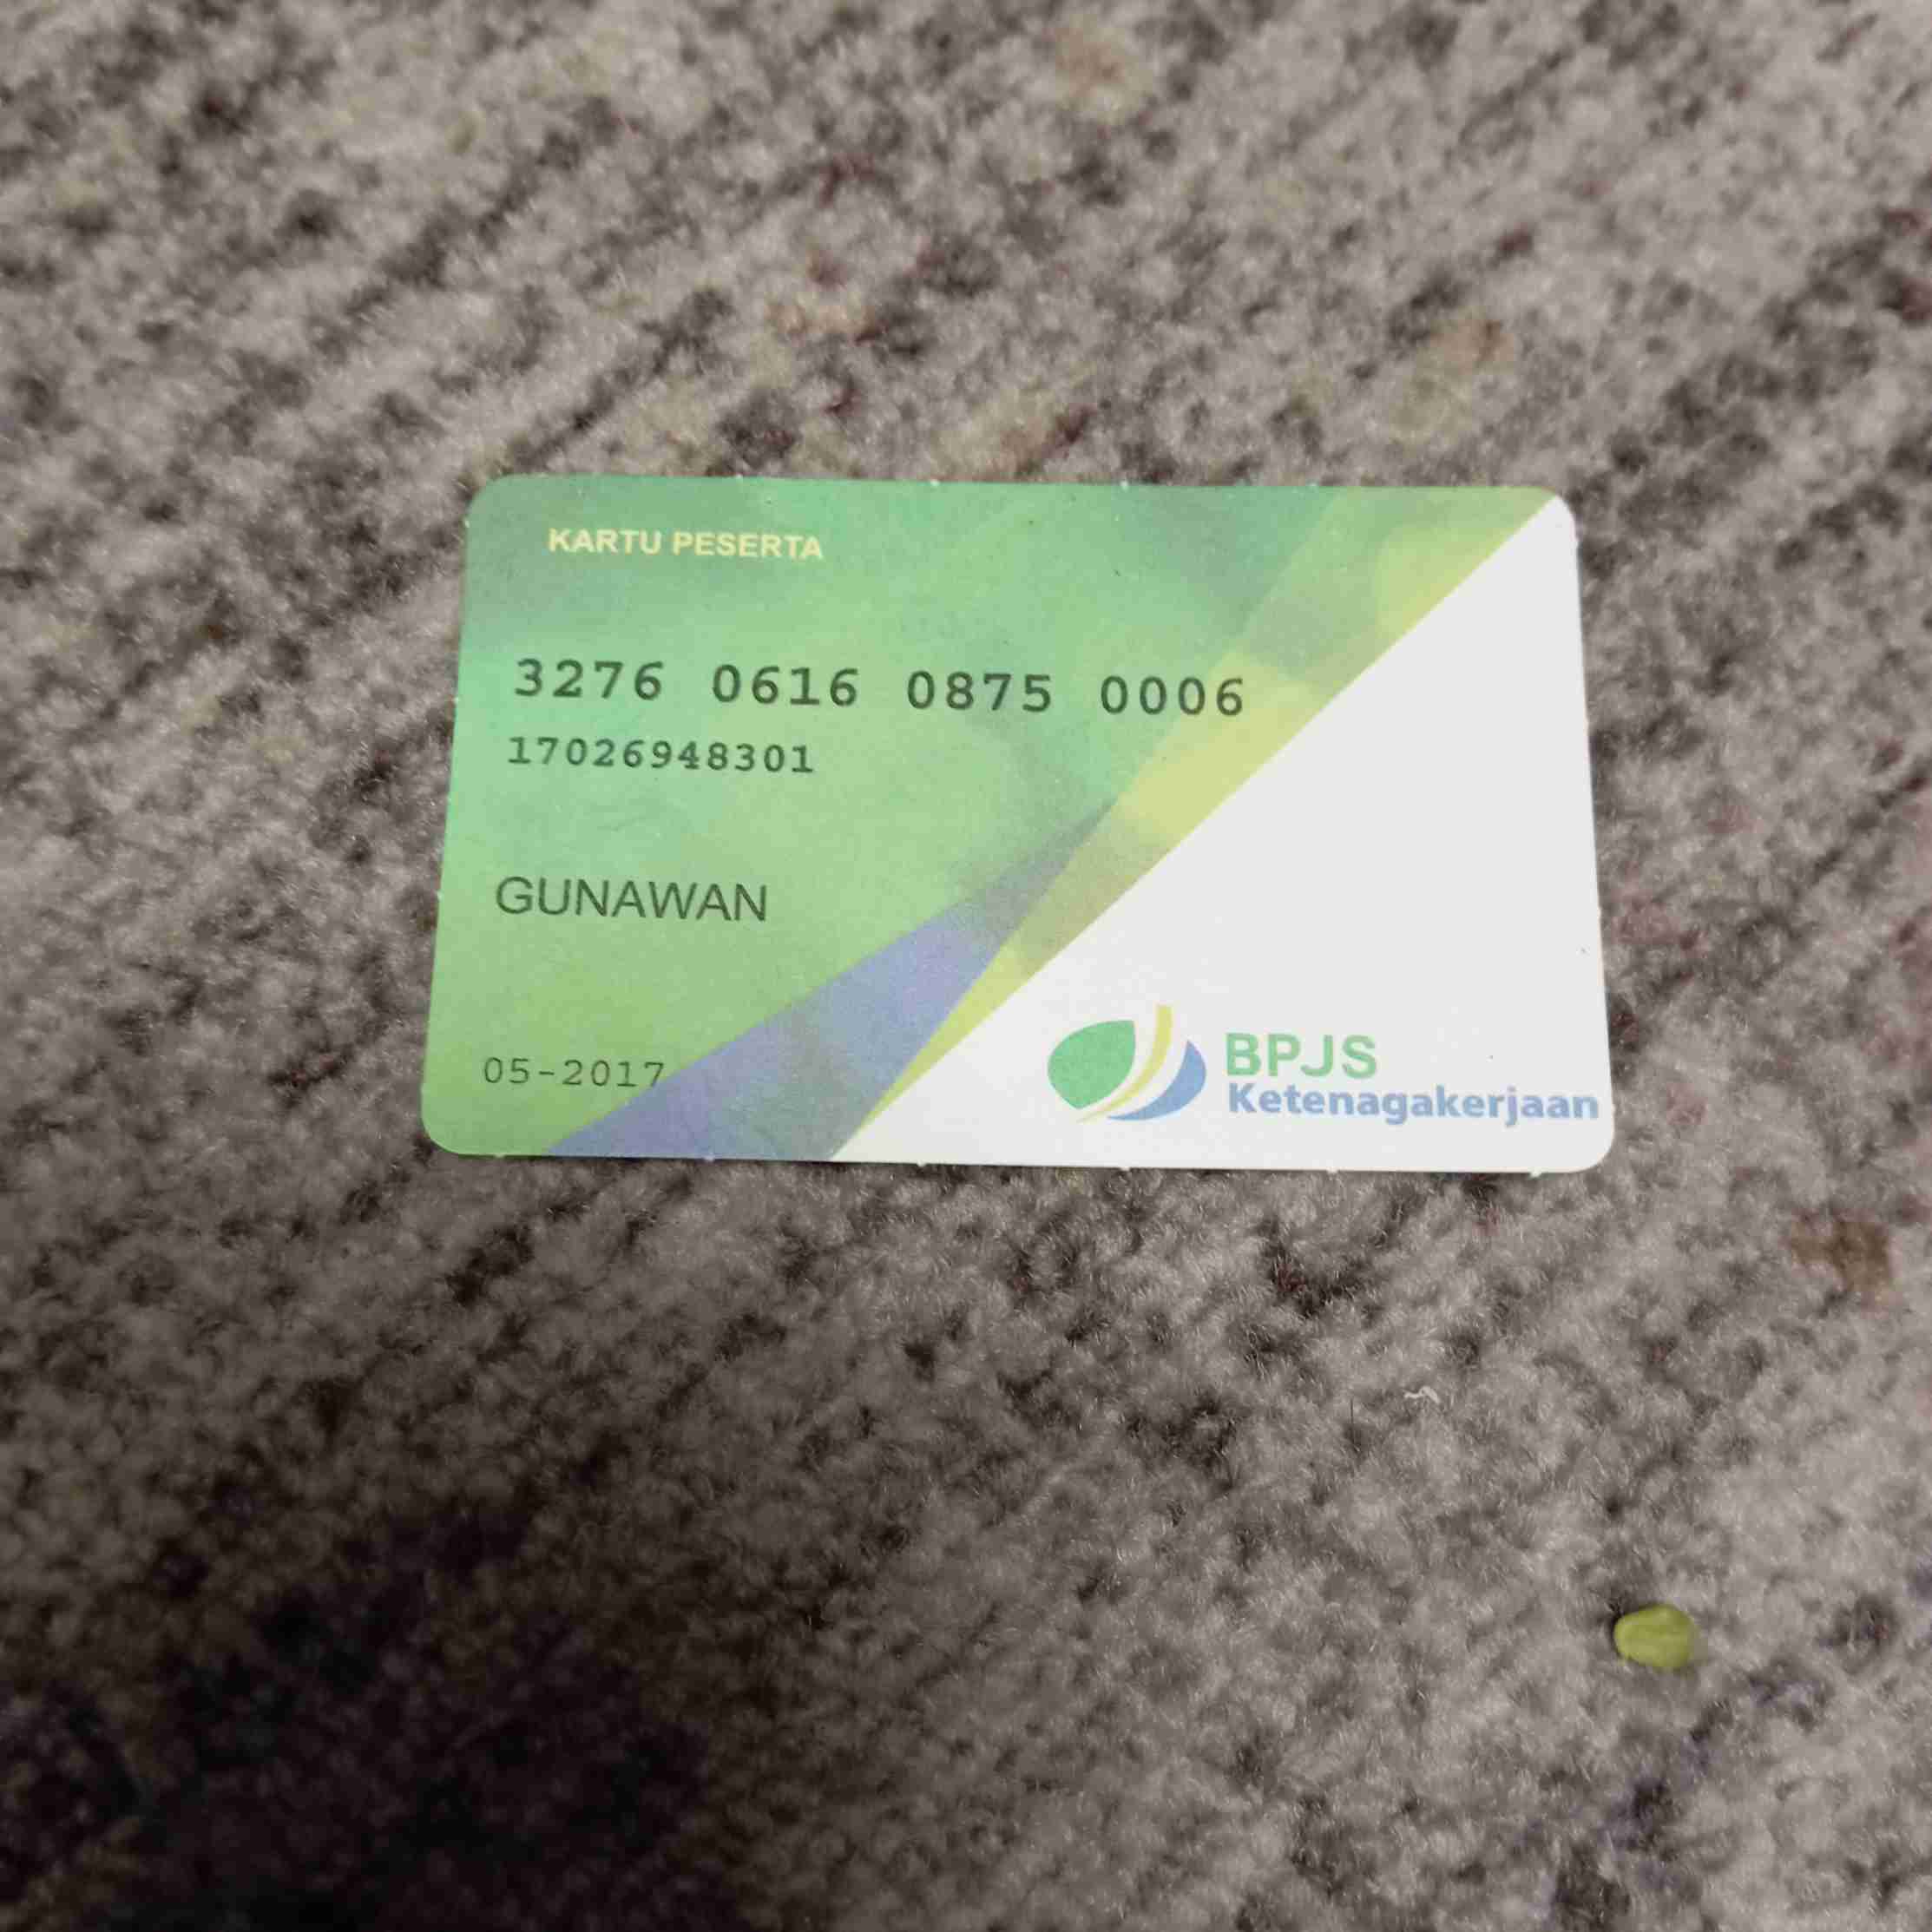 KARTU PESERTA
3276 0616 0875 0006
17026948301
GUNAWAN
05-2017
BPJS
Ketenagakerjaan